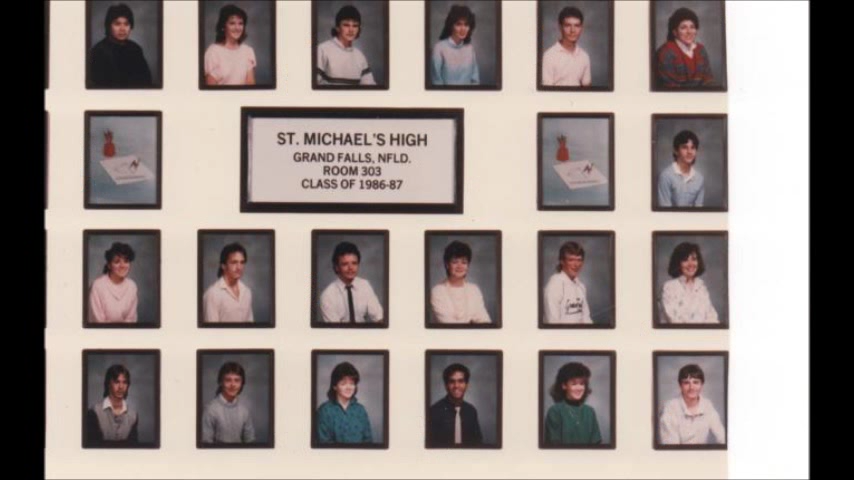 ST. MICHAEL'S HIGH
GRAND FALLS, NFLD.
ROOM 303
CLASS OF 1986-87